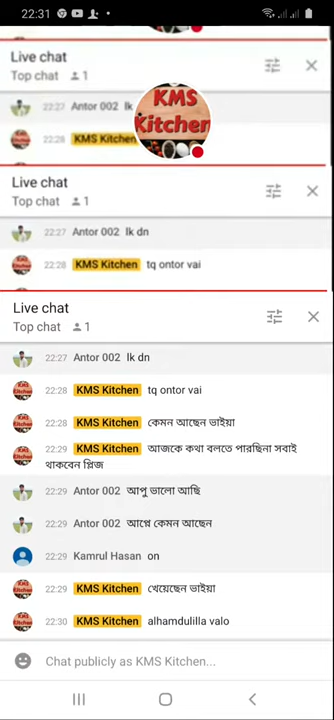 22:31
Live chat
Top chat 1
22:27 Antor 002 lk
KMS Kitchen
22:28 KMS Kitchen
Live chat
Top chat 1
22:27 Antor 002 lk dn
22:28 KMS Kitchen tq ontor vai
Live chat
Top chat 1
22:27 Antor 002 lk dn
22:28 KMS Kitchen tq ontor vai
22:28 KMS Kitchen কেমন আছেন ভাইয়া
22:29 KMS Kitchen আজকে কথা বলতে পারছিনা সবাই
থাকবেন প্লিজ
22:29 Antor 002 আপু ভালো আছি
22:29 Antor 002 আপ্নে কেমন আছেন
22:29 Kamrul Hasan on
22:29 KMS Kitchen খেয়েছেন ভাইয়া
22:30 KMS Kitchen alhamdulilla valo
Chat publicly as KMS Kitchen...